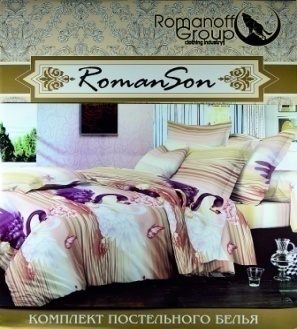 Romanoff
Group
clothing industry
RomanSon
КОМПЛЕКТ ПОСТЕЛЬНОГО БЕЛЬЯ